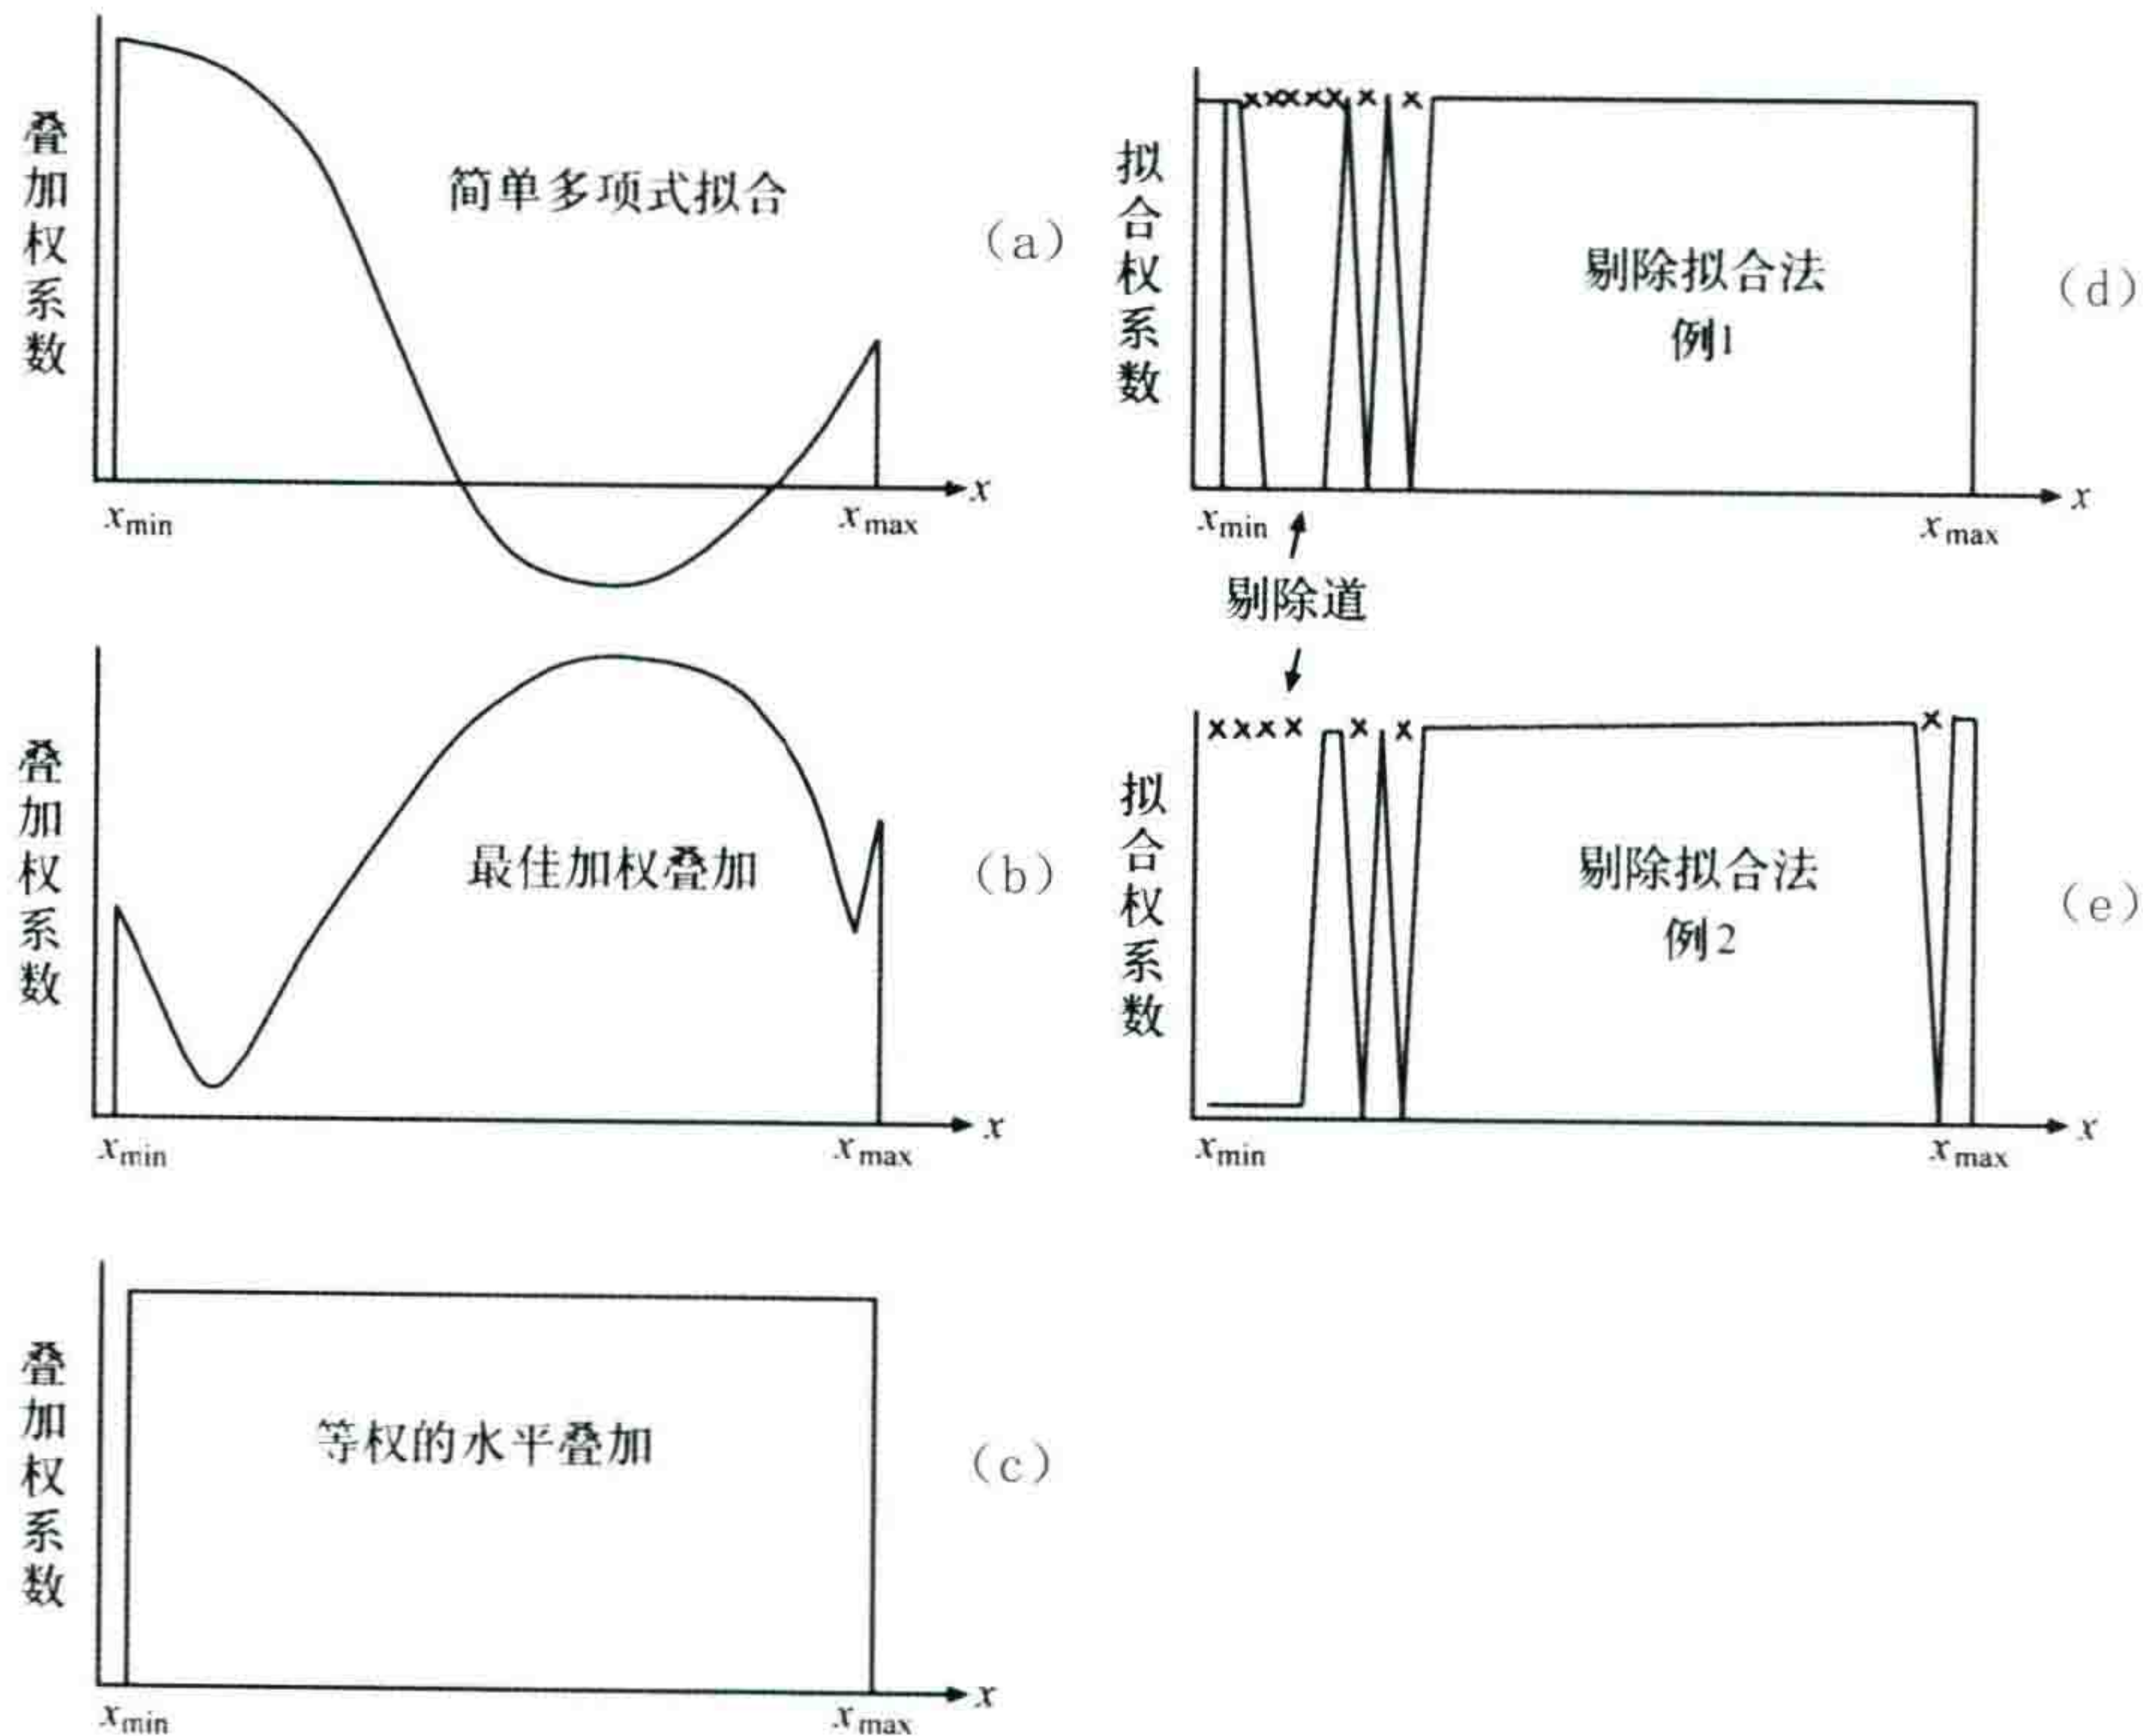 叠加权系数
简单多项式拟合
(a)
x
xmin
xmax
叠加权系数
最佳加权叠加
(b)
x
xmin
xmax
叠加权系数
等权的水平叠加
(c)
x
xmin
xmax
拟合权系数
剔除拟合法
例1
(d)
x
xmin
xmax
剔除道
拟合权系数
剔除拟合法
例2
(e)
x
xmin
xmax